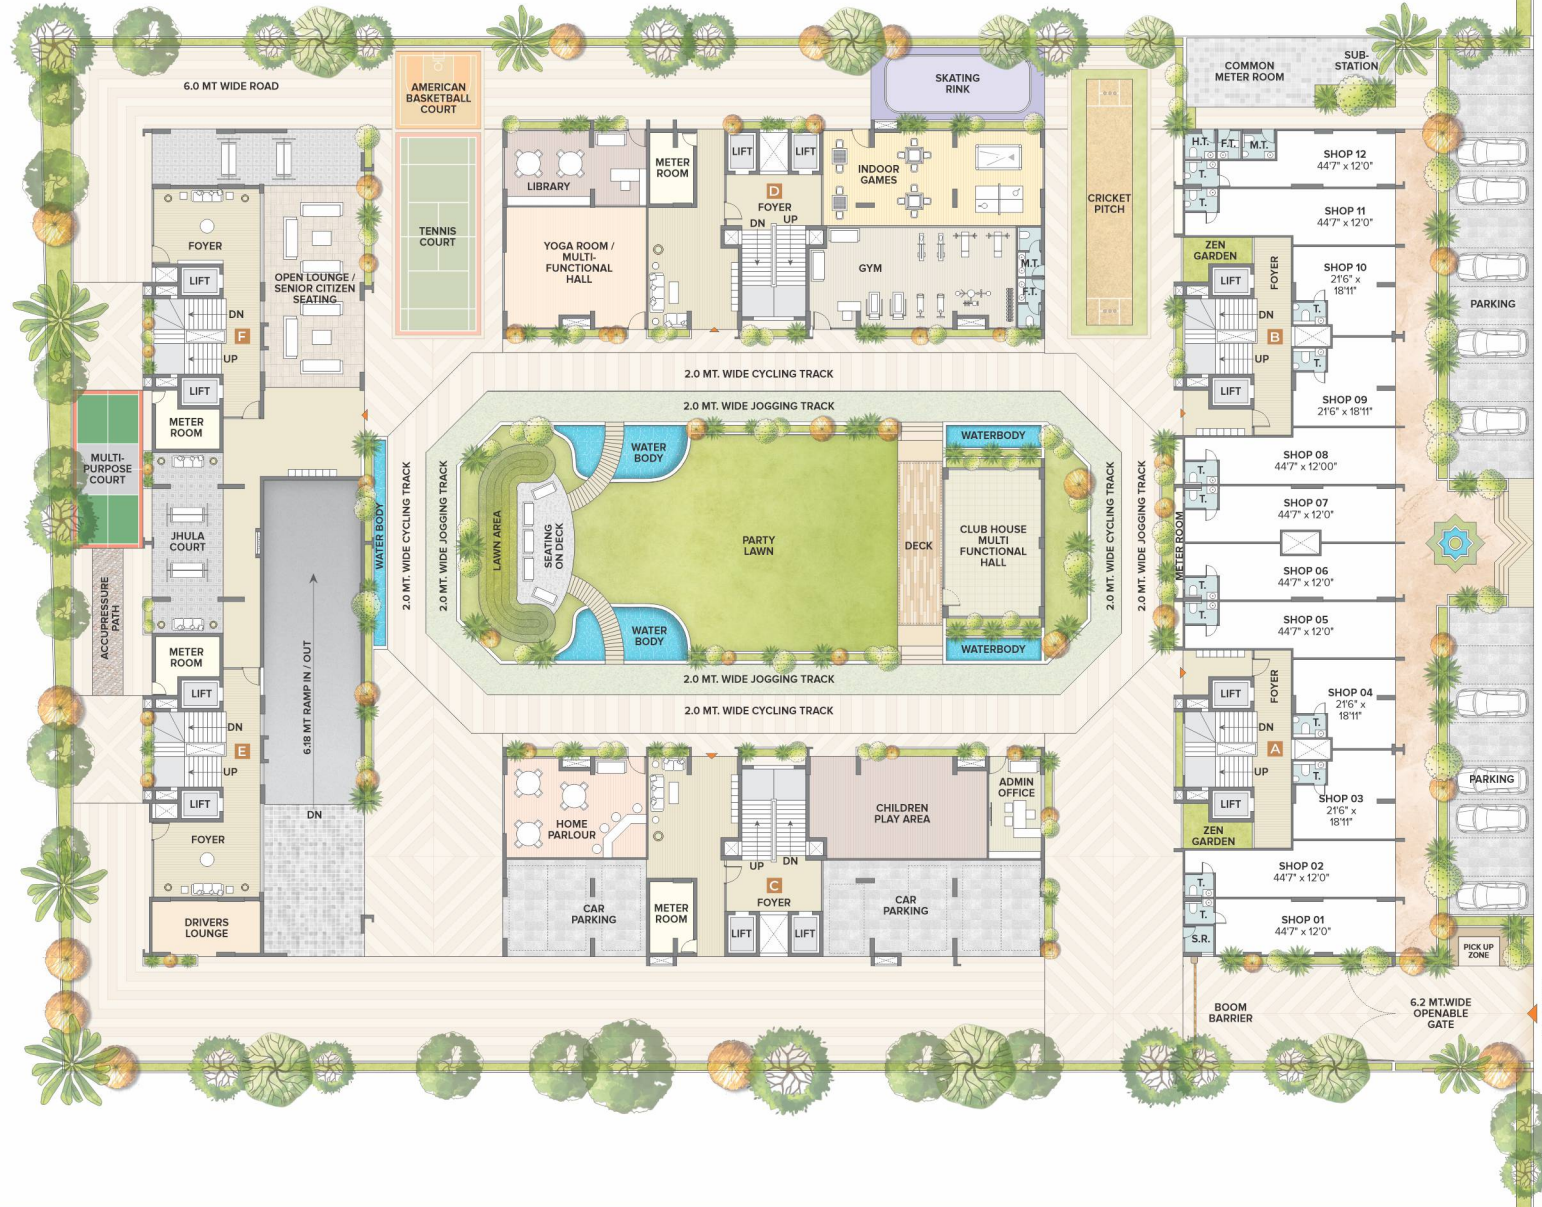 6.0 MT WIDE ROAD
AMERICAN
BASKETBALL
COURT
SKATING
RINK
COMMON
METER ROOM
SUB-
STATION
LIBRARY
METER
ROOM
LIFT
LIFT
D
FOYER
DN
UP
INDOOR
GAMES
CRICKET
PITCH
H.T.
F.T.
M.T.
T.
SHOP 12
44'7" x 12'0"
T.
SHOP 11
44'7" x 12'0"
TENNIS
COURT
YOGA ROOM /
MULTI-
FUNCTIONAL
HALL
GYM
M.T.
F.T.
FOYER
LIFT
OPEN LOUNGE /
SENIOR CITIZEN
SEATING
DN
F
UP
LIFT
ZEN
GARDEN
LIFT
FOYER
SHOP 10
21'6" x
18'11"
T.
DN
B
UP
T.
LIFT
SHOP 09
21'6" x 18'11"
PARKING
2.0 MT. WIDE CYCLING TRACK
2.0 MT. WIDE JOGGING TRACK
METER
ROOM
MULTI-
PURPOSE
COURT
JHULA
COURT
ACCUPRESSURE
PATH
METER
ROOM
6.18 MT RAMP IN / OUT
WATER BODY
2.0 MT. WIDE CYCLING TRACK
2.0 MT. WIDE JOGGING TRACK
LAWN AREA
SEATING
ON DECK
WATER
BODY
WATER
BODY
PARTY
LAWN
DECK
WATERBODY
CLUB HOUSE
MULTI
FUNCTIONAL
HALL
WATERBODY
2.0 MT. WIDE CYCLING TRACK
2.0 MT. WIDE JOGGING TRACK
METER ROOM
T.
SHOP 08
44'7" x 12'00"
T.
SHOP 07
44'7" x 12'0"
T.
SHOP 06
44'7" x 12'0"
T.
SHOP 05
44'7" x 12'0"
2.0 MT. WIDE JOGGING TRACK
2.0 MT. WIDE CYCLING TRACK
LIFT
DN
E
UP
LIFT
FOYER
DN
DRIVERS
LOUNGE
HOME
PARLOUR
CHILDREN
PLAY AREA
ADMIN
OFFICE
UP
DN
C
FOYER
CAR
PARKING
METER
ROOM
LIFT
LIFT
CAR
PARKING
LIFT
FOYER
SHOP 04
21'6" x
18'11"
T.
DN
A
UP
T.
LIFT
SHOP 03
21'6" x
18'11"
PARKING
ZEN
GARDEN
T.
SHOP 02
44'7" x 12'0"
T.
S.R.
SHOP 01
44'7" x 12'0"
PICK UP
ZONE
BOOM
BARRIER
6.2 MT.WIDE
OPENABLE
GATE